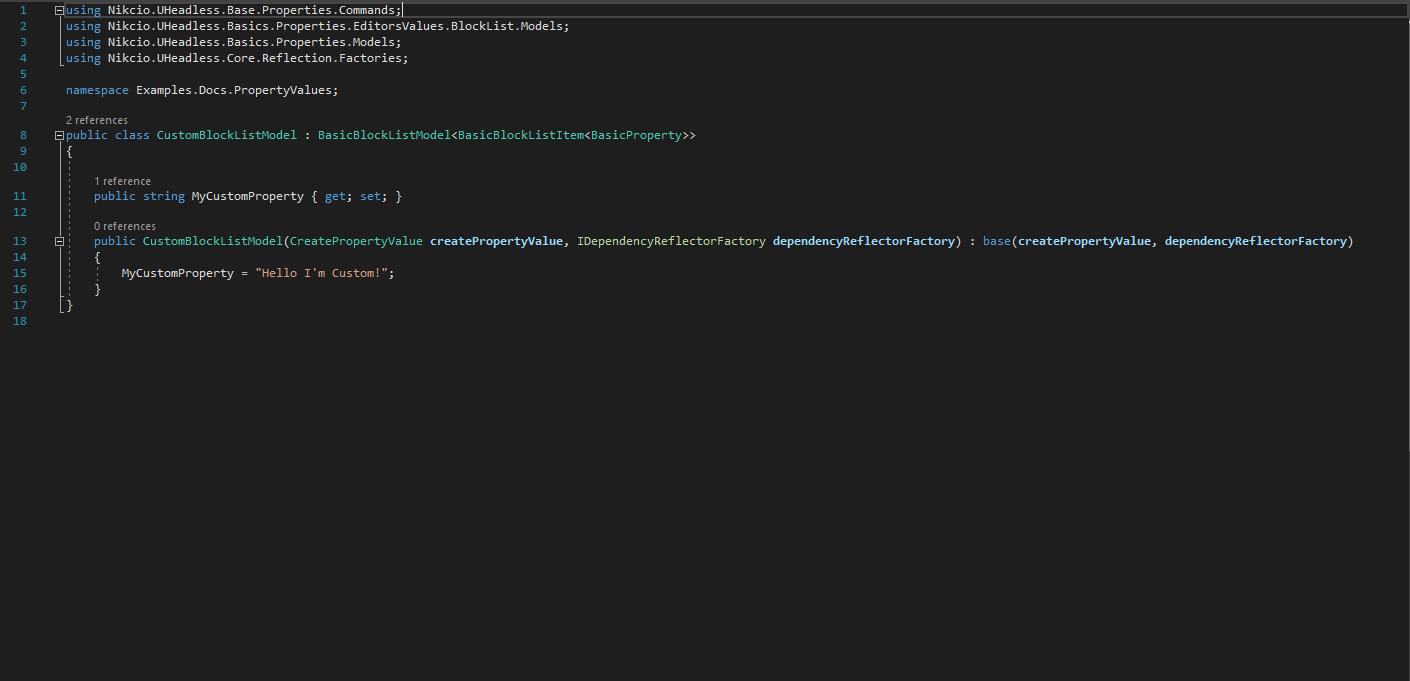 1 using Nikcio.UHeadless.Base.Properties.Commands;
2 using Nikcio.UHeadless.Basics.Properties.EditorsValues.BlockList.Models;
3 using Nikcio.UHeadless.Basics.Properties.Models;
4 using Nikcio.UHeadless.Core.Reflection.Factories;
5
6 namespace Examples.Docs.PropertyValues;
7
2 references
8 public class CustomBlockListModel : BasicBlockListModel<BasicBlockListItem<BasicProperty>>
9 {
10
1 reference
11 public string MyCustomProperty { get; set; }
12
0 references
13 public CustomBlockListModel(CreatePropertyValue createPropertyValue, IDependencyReflectorFactory dependencyReflectorFactory) : base(createPropertyValue, dependencyReflectorFactory)
14 {
15 MyCustomProperty = "Hello I'm Custom!";
16 }
17 }
18